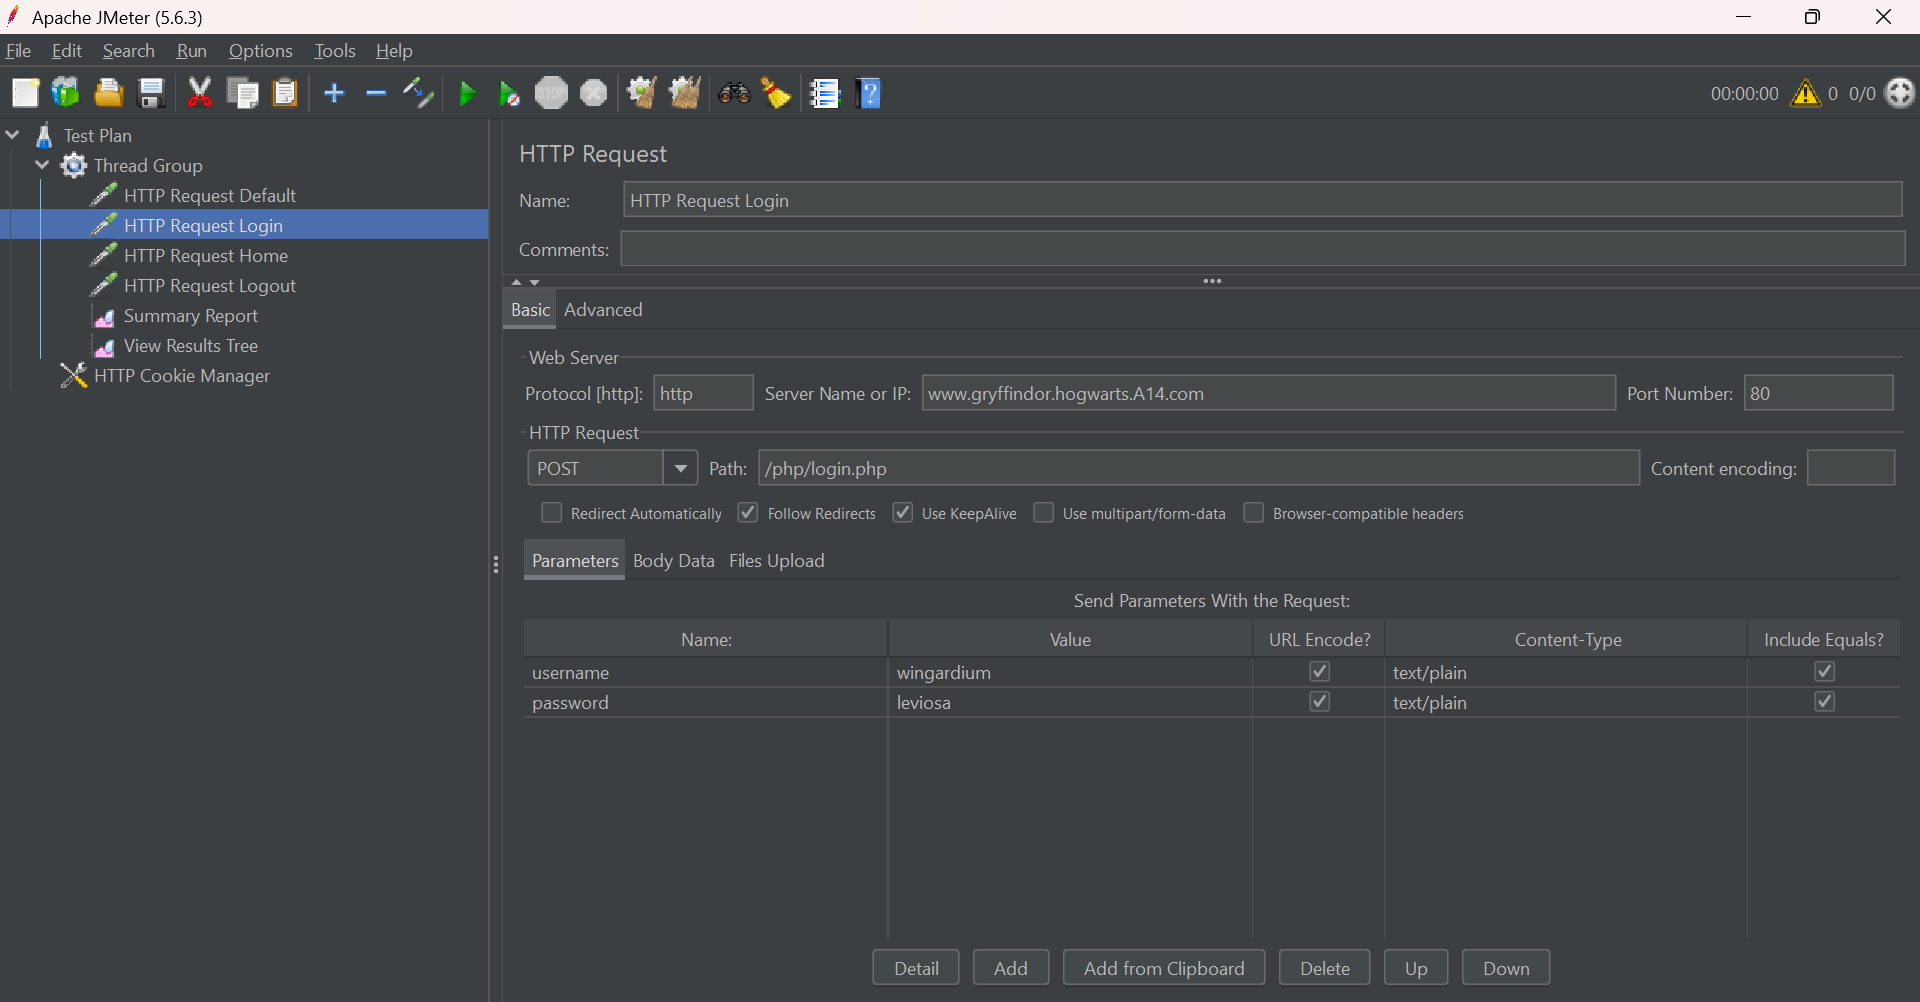 Apache JMeter (5.6.3)
File Edit Search Run Options Tools Help
STOP
00:00:00 0 0/0
Test Plan
Thread Group
HTTP Request Default
HTTP Request Login
HTTP Request Home
HTTP Request Logout
Summary Report
View Results Tree
HTTP Cookie Manager
HTTP Request
Name: HTTP Request Login
Comments:
Basic Advanced
Web Server
Protocol [http]: http Server Name or IP: www.gryffindor.hogwarts.A14.com Port Number: 80
HTTP Request
POST Path: /php/login.php Content encoding:
Redirect Automatically Follow Redirects Use KeepAlive Use multipart/form-data Browser-compatible headers
Parameters Body Data Files Upload
Send Parameters With the Request:
Name: Value URL Encode? Content-Type Include Equals?
username wingardium text/plain
password leviosa text/plain
Detail Add Add from Clipboard Delete Up Down